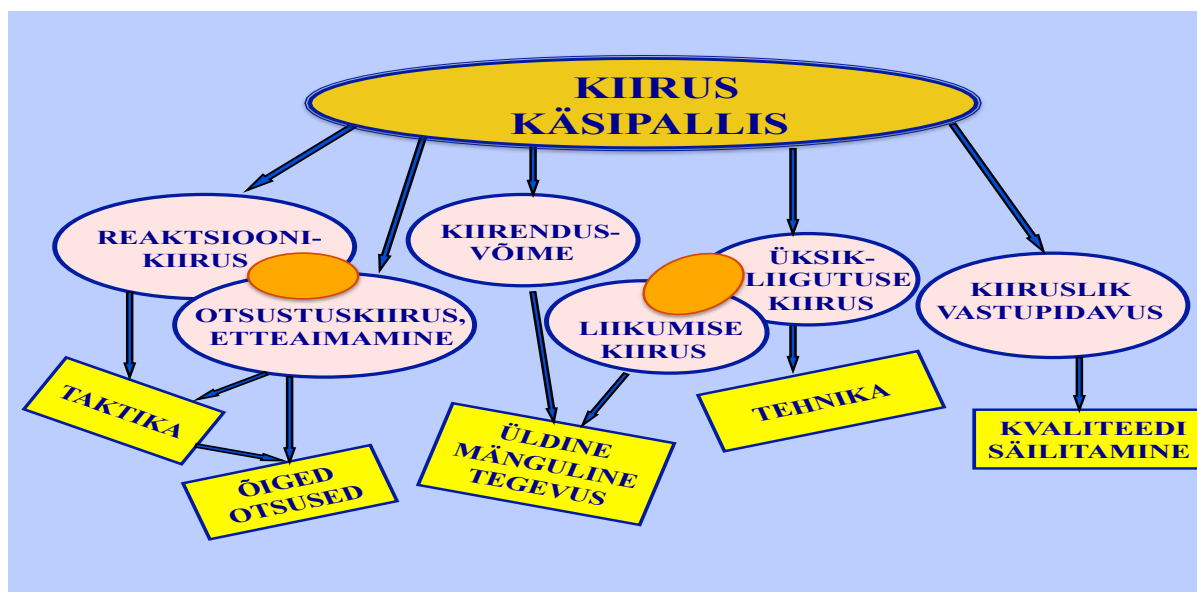 KIIRUS
KÄSIPALLIS
REAKTSIOONI-
KIIRUS
OTSUSTUSKIIRUS,
ETTEAIMAMINE
KIIRENDUS-
VÕIME
LIIKUMISE
KIIRUS
ÜKSIK-
LIIGUTUSE
KIIRUS
KIIRUSLIK
VASTUPIDAVUS
TAKTIKA
ÕIGED
OTSUSED
ÜLDINE
MÄNGULINE
TEGEVUS
TEHNIKA
KVALITEEDI
SÄILITAMINE